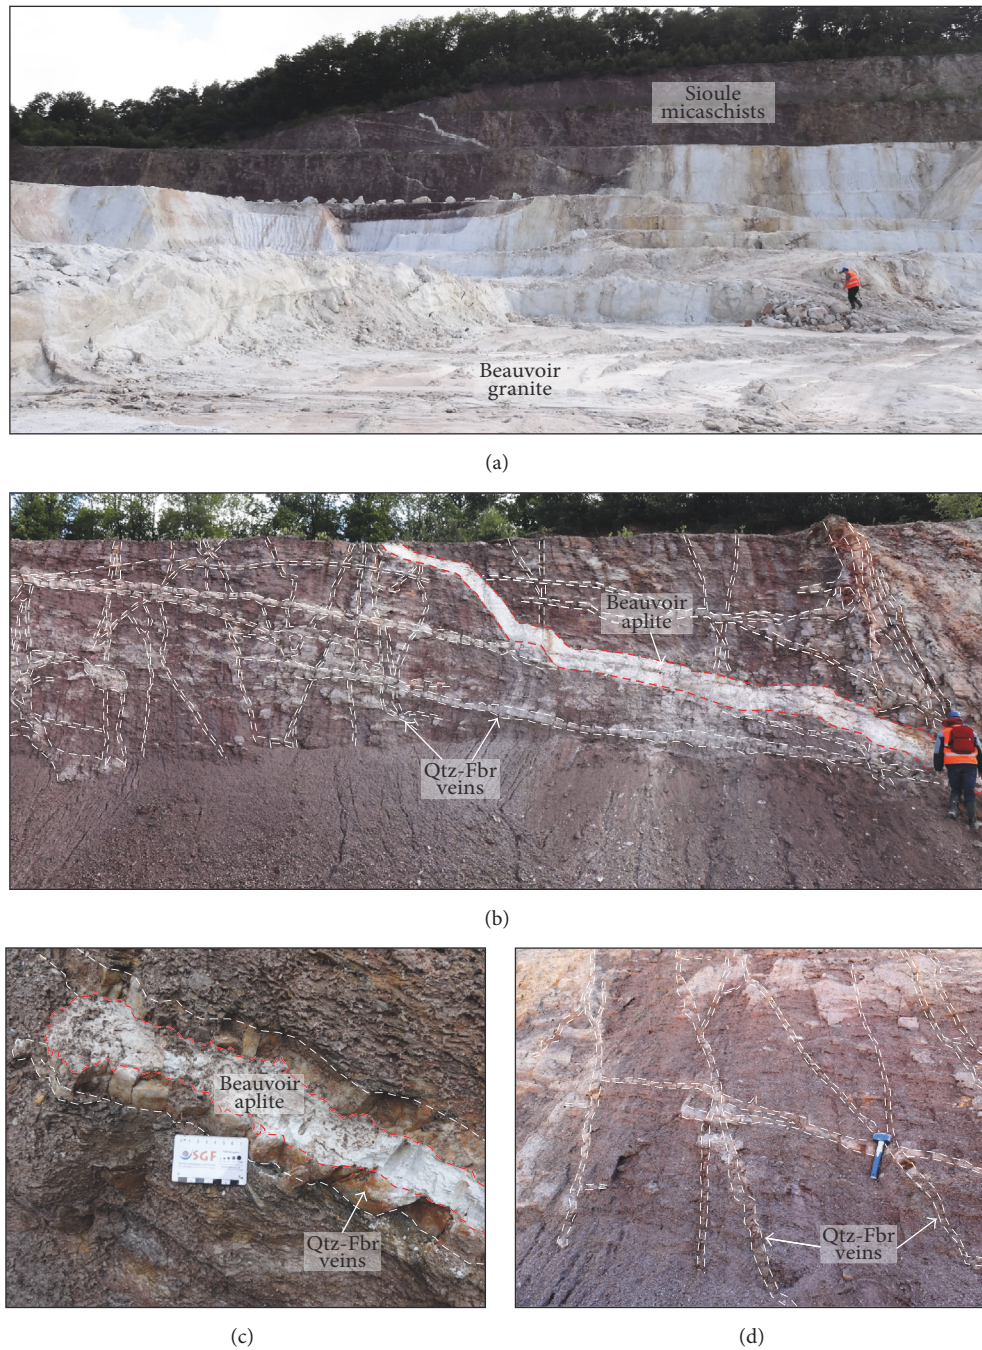 Sioule
micaschists
Beauvoir
granite
(a)
Beauvoir
aplite
Qtz-Fbr
veins
(b)
Beauvoir
aplite
SGF
Qtz-Fbr
veins
(c)
Qtz-Fbr
veins
(d)